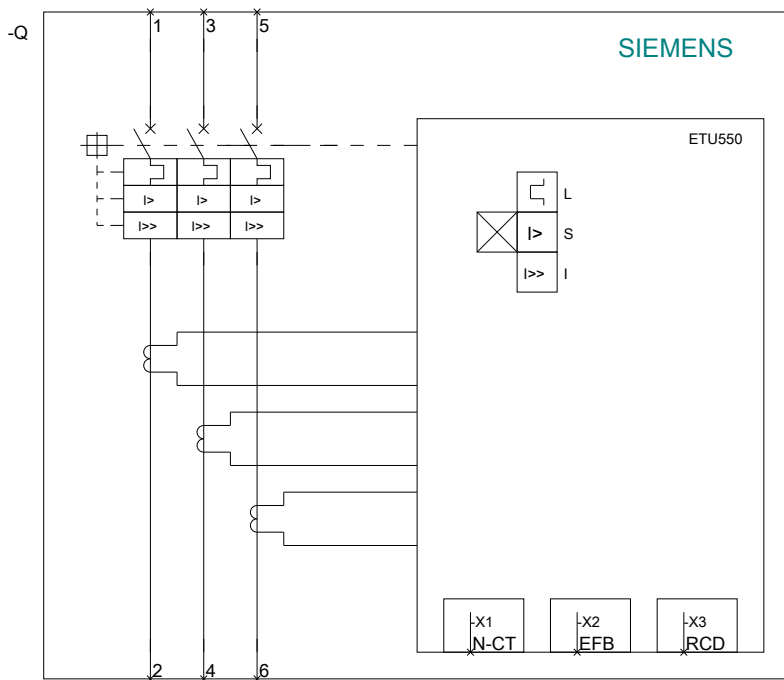 -Q
1 3 5
SIEMENS
ETU550
L
I> I> I>
I> S
I>> I>> I>>
I>> I
-X1 -X2 -X3
N-CT EFB RCD
2 4 6